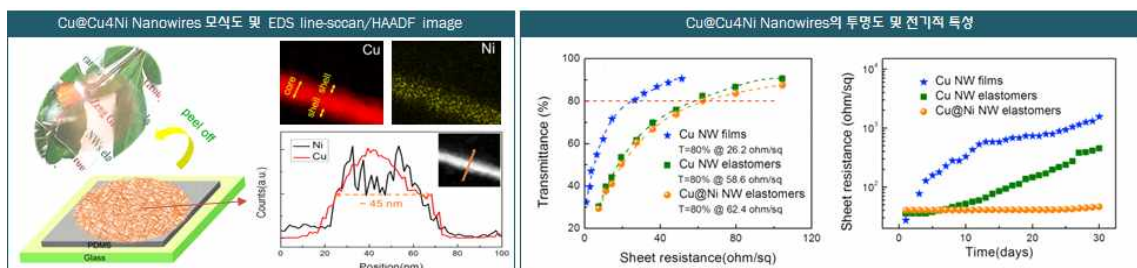 Cu@Cu4Ni Nanowires 모식도 및 EDS line-sccan/HAADF image
peel off
PDMS
Glass
Cu
core
shell
shell
Ni
Counts(a.u.)
Ni
Cu
~ 45 nm
0 20 40 60 80 100
Position(nm)
Cu@Cu4Ni Nanowires의 투명도 및 전기적 특성
Transmittance (%)
100
80
60
40
20
Cu NW films
T=80% @ 26.2 ohm/sq
Cu NW elastomers
T=80% @ 58.6 ohm/sq
Cu@Ni NW elastomers
T=80% @ 62.4 ohm/sq
0 40 80 120
Sheet resistance(ohm/sq)
Sheet resistance (ohm/sq)
10⁴
10³
10²
Cu NW films
Cu NW elastomers
Cu@Ni NW elastomers
0 10 20 30
Time(days)